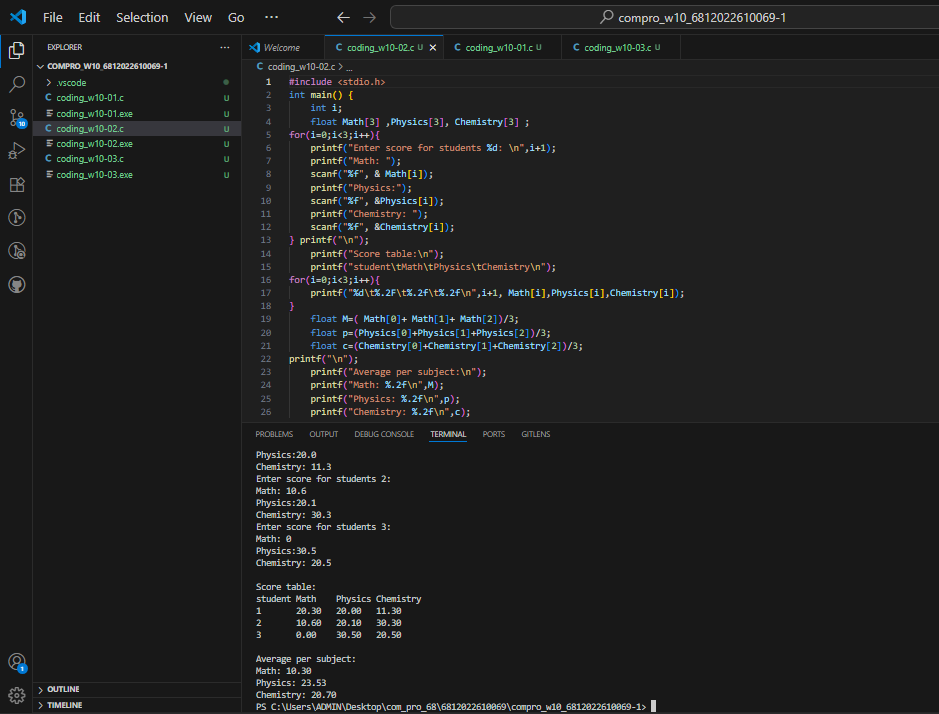 File Edit Selection View Go ··· ← → compro_w10_6812022610069-1
EXPLORER ···
COMPRO_W10_6812022610069-1
.vscode
C coding_w10-01.c U
coding_w10-01.exe U
C coding_w10-02.c U
coding_w10-02.exe U
C coding_w10-03.c U
coding_w10-03.exe U
OUTLINE
TIMELINE
10
1
Welcome C coding_w10-02.c U × C coding_w10-01.c U C coding_w10-03.c U
C coding_w10-02.c > ...
1 #include <stdio.h>
2 int main() {
3 int i;
4 float Math[3] ,Physics[3], Chemistry[3] ;
5 for(i=0;i<3;i++){
6 printf("Enter score for students %d: \n",i+1);
7 printf("Math: ");
8 scanf("%f", & Math[i]);
9 printf("Physics:");
10 scanf("%f", &Physics[i]);
11 printf("Chemistry: ");
12 scanf("%f", &Chemistry[i]);
13 } printf("\n");
14 printf("Score table:\n");
15 printf("student\tMath\tPhysics\tChemistry\n");
16 for(i=0;i<3;i++){
17 printf("%d\t%.2F\t%.2f\t%.2f\n",i+1, Math[i],Physics[i],Chemistry[i]);
18 }
19 float M=( Math[0]+ Math[1]+ Math[2])/3;
20 float p=(Physics[0]+Physics[1]+Physics[2])/3;
21 float c=(Chemistry[0]+Chemistry[1]+Chemistry[2])/3;
22 printf("\n");
23 printf("Average per subject:\n");
24 printf("Math: %.2f\n",M);
25 printf("Physics: %.2f\n",p);
26 printf("Chemistry: %.2f\n",c);
PROBLEMS OUTPUT DEBUG CONSOLE TERMINAL PORTS GITLENS
Physics:20.0
Chemistry: 11.3
Enter score for students 2:
Math: 10.6
Physics:20.1
Chemistry: 30.3
Enter score for students 3:
Math: 0
Physics:30.5
Chemistry: 20.5
Score table:
student Math Physics Chemistry
1 20.30 20.00 11.30
2 10.60 20.10 30.30
3 0.00 30.50 20.50
Average per subject:
Math: 10.30
Physics: 23.53
Chemistry: 20.70
PS C:\Users\ADMIN\Desktop\com_pro_68\6812022610069\compro_w10_6812022610069-1>